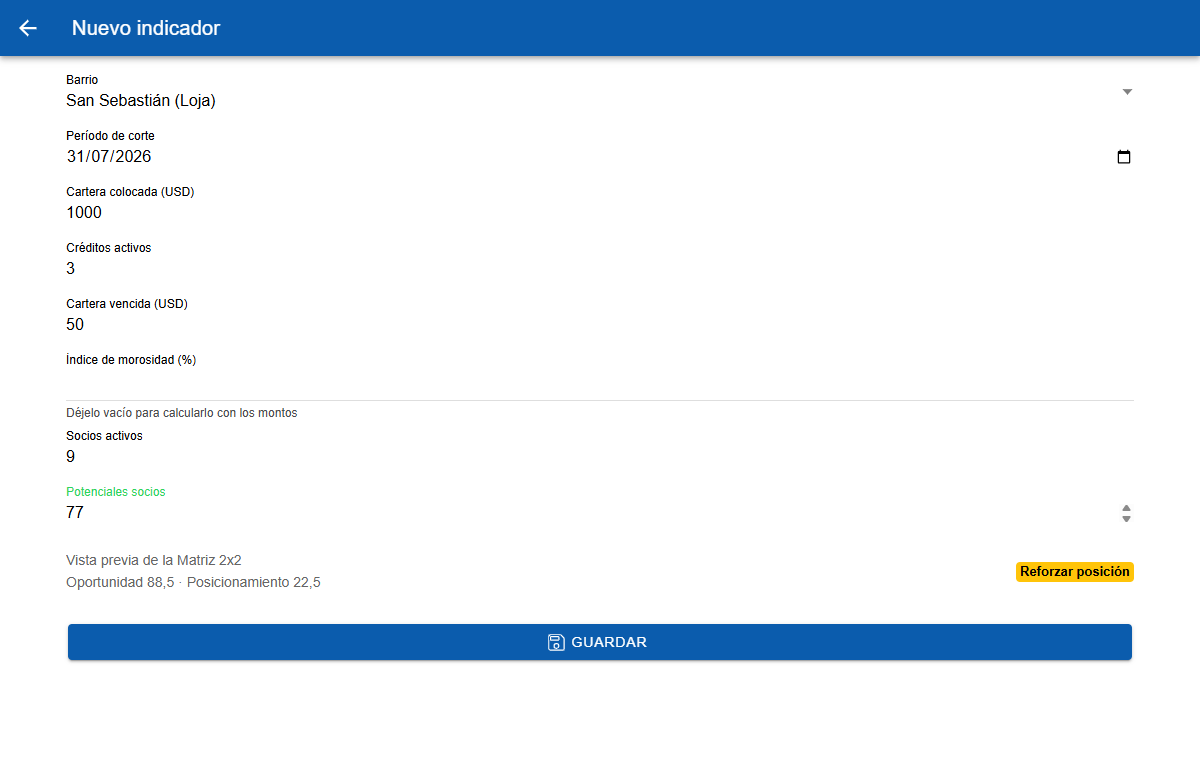 Nuevo indicador
Barrio
San Sebastián (Loja)
Período de corte
31/07/2026
Cartera colocada (USD)
1000
Créditos activos
3
Cartera vencida (USD)
50
Índice de morosidad (%)
Déjelo vacío para calcularlo con los montos
Socios activos
9
Potenciales socios
77
Vista previa de la Matriz 2x2
Oportunidad 88,5 · Posicionamiento 22,5
Reforzar posición
GUARDAR